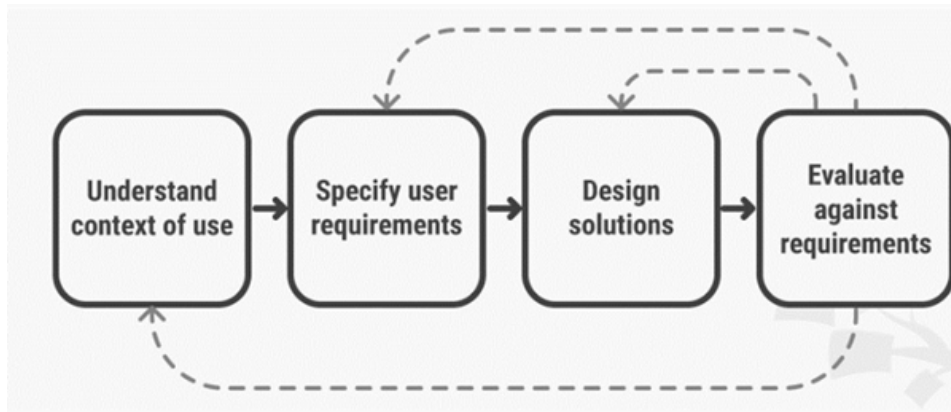 Understand
context of use
Specify user
requirements
Design
solutions
Evaluate
against
requirements